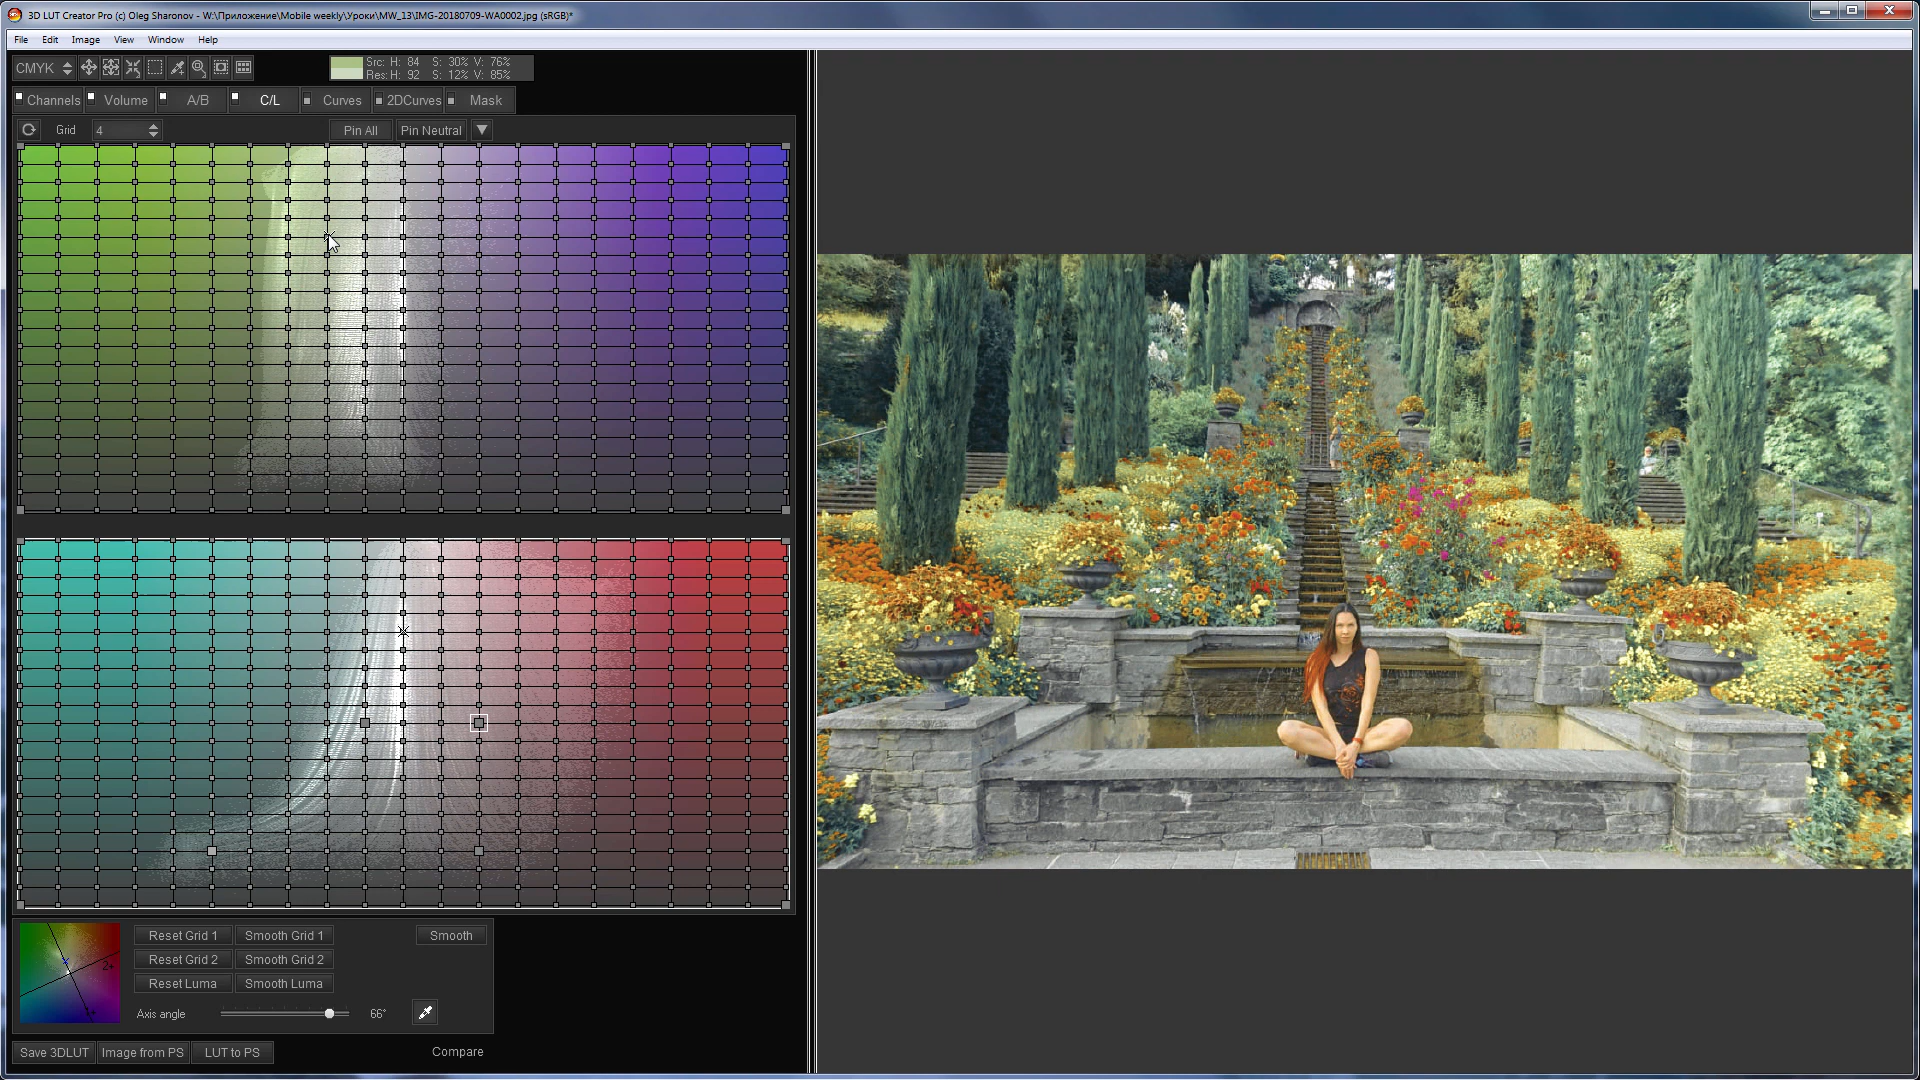 3D LUT Creator Pro (c) Oleg Sharonov - W:\Приложение\Mobile weekly\Уроки\MW_13\IMG-20180709-WA0002.jpg (sRGB)*
File Edit Image View Window Help
CMYK
Src: H: 84 S: 30% V: 76%
Res: H: 92 S: 12% V: 85%
Channels Volume A/B C/L Curves 2DCurves Mask
Grid 4 Pin All Pin Neutral
2+
1+
Reset Grid 1 Smooth Grid 1 Smooth
Reset Grid 2 Smooth Grid 2
Reset Luma Smooth Luma
Axis angle 66°
Save 3DLUT Image from PS LUT to PS Compare